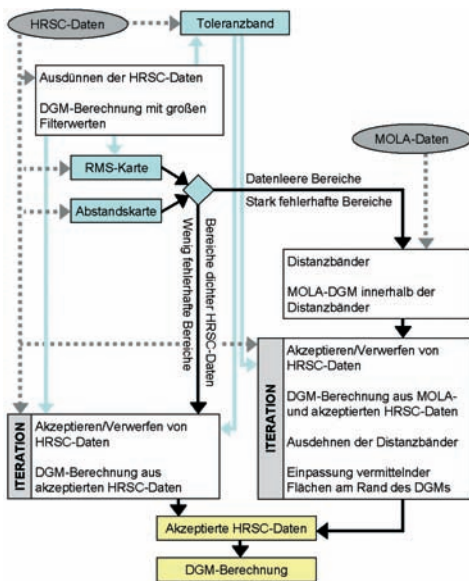 HRSC-Daten
Toleranzband
Ausdünnen der HRSC-Daten
DGM-Berechnung mit großen
Filterwerten
MOLA-Daten
RMS-Karte
Abstandskarte
Datenleere Bereiche
Stark fehlerhafte Bereiche
Bereiche dichter HRSC-Daten
Wenig fehlerhafte Bereiche
Distanzbänder
MOLA-DGM innerhalb der
Distanzbänder
ITERATION
Akzeptieren/Verwerfen von
HRSC-Daten
DGM-Berechnung aus MOLA-
und akzeptierten HRSC-Daten
Ausdehnen der Distanzbänder
Einpassung vermittelnder
Flächen am Rand des DGMs
ITERATION
Akzeptieren/Verwerfen von
HRSC-Daten
DGM-Berechnung aus
akzeptierten HRSC-Daten
Akzeptierte HRSC-Daten
DGM-Berechnung